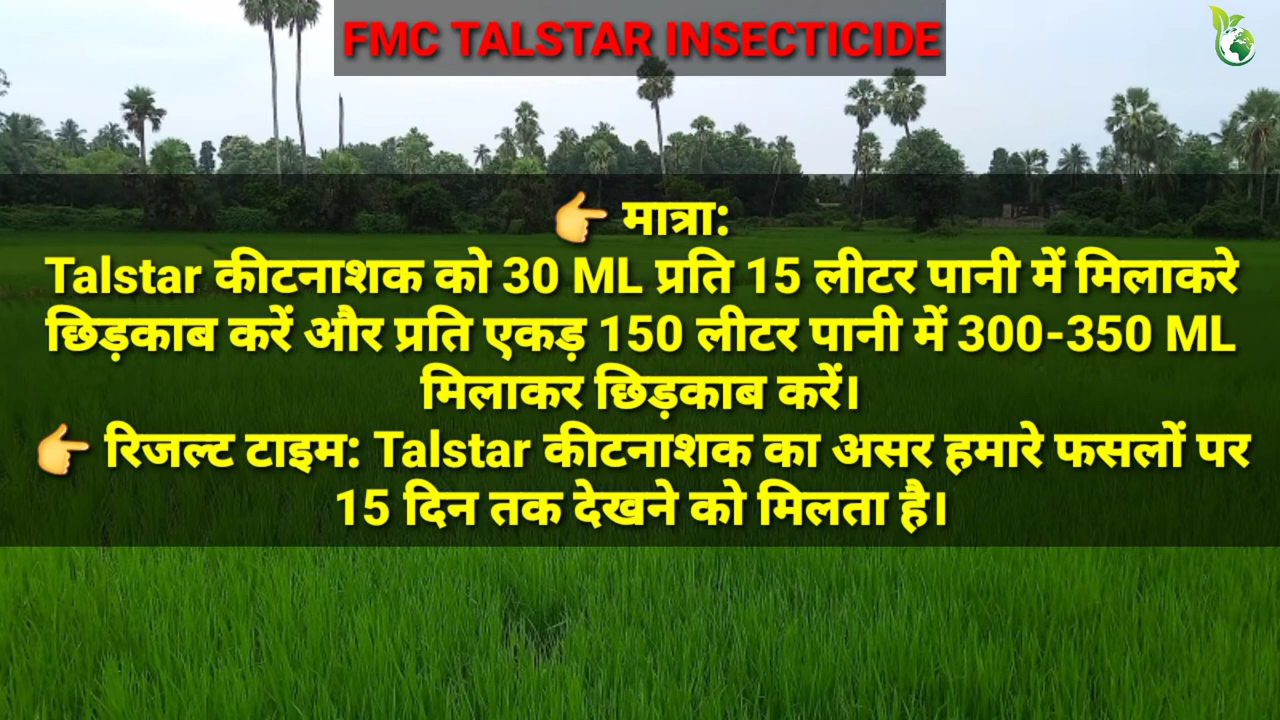 FMC TALSTAR INSECTICIDE
👉 मात्रा:
Talstar कीटनाशक को 30 ML प्रति 15 लीटर पानी में मिलाकरे
छिड़काब करें और प्रति एकड़ 150 लीटर पानी में 300-350 ML
मिलाकर छिड़काब करें।
👉 रिजल्ट टाइम: Talstar कीटनाशक का असर हमारे फसलों पर
15 दिन तक देखने को मिलता है।